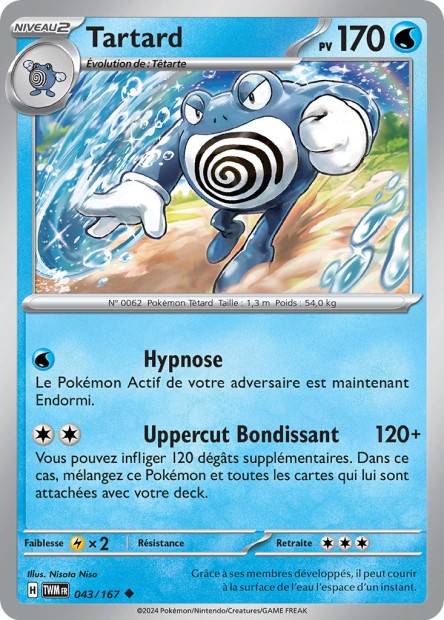 NIVEAU2
Tartard
PV 170
Évolution de : Têtarte
N° 0062 Pokémon Têtard Taille : 1,3 m Poids : 54,0 kg
Hypnose
Le Pokémon Actif de votre adversaire est maintenant
Endormi.
Uppercut Bondissant 120+
Vous pouvez infliger 120 dégâts supplémentaires. Dans ce
cas, mélangez ce Pokémon et toutes les cartes qui lui sont
attachées avec votre deck.
Faiblesse × 2 Résistance Retraite
Illus. Nisota Niso
H TWM FR 043/167
Grâce à ses membres développés, il peut courir
à la surface de l'eau l'espace d'un instant.
©2024 Pokémon/Nintendo/Creatures/GAME FREAK